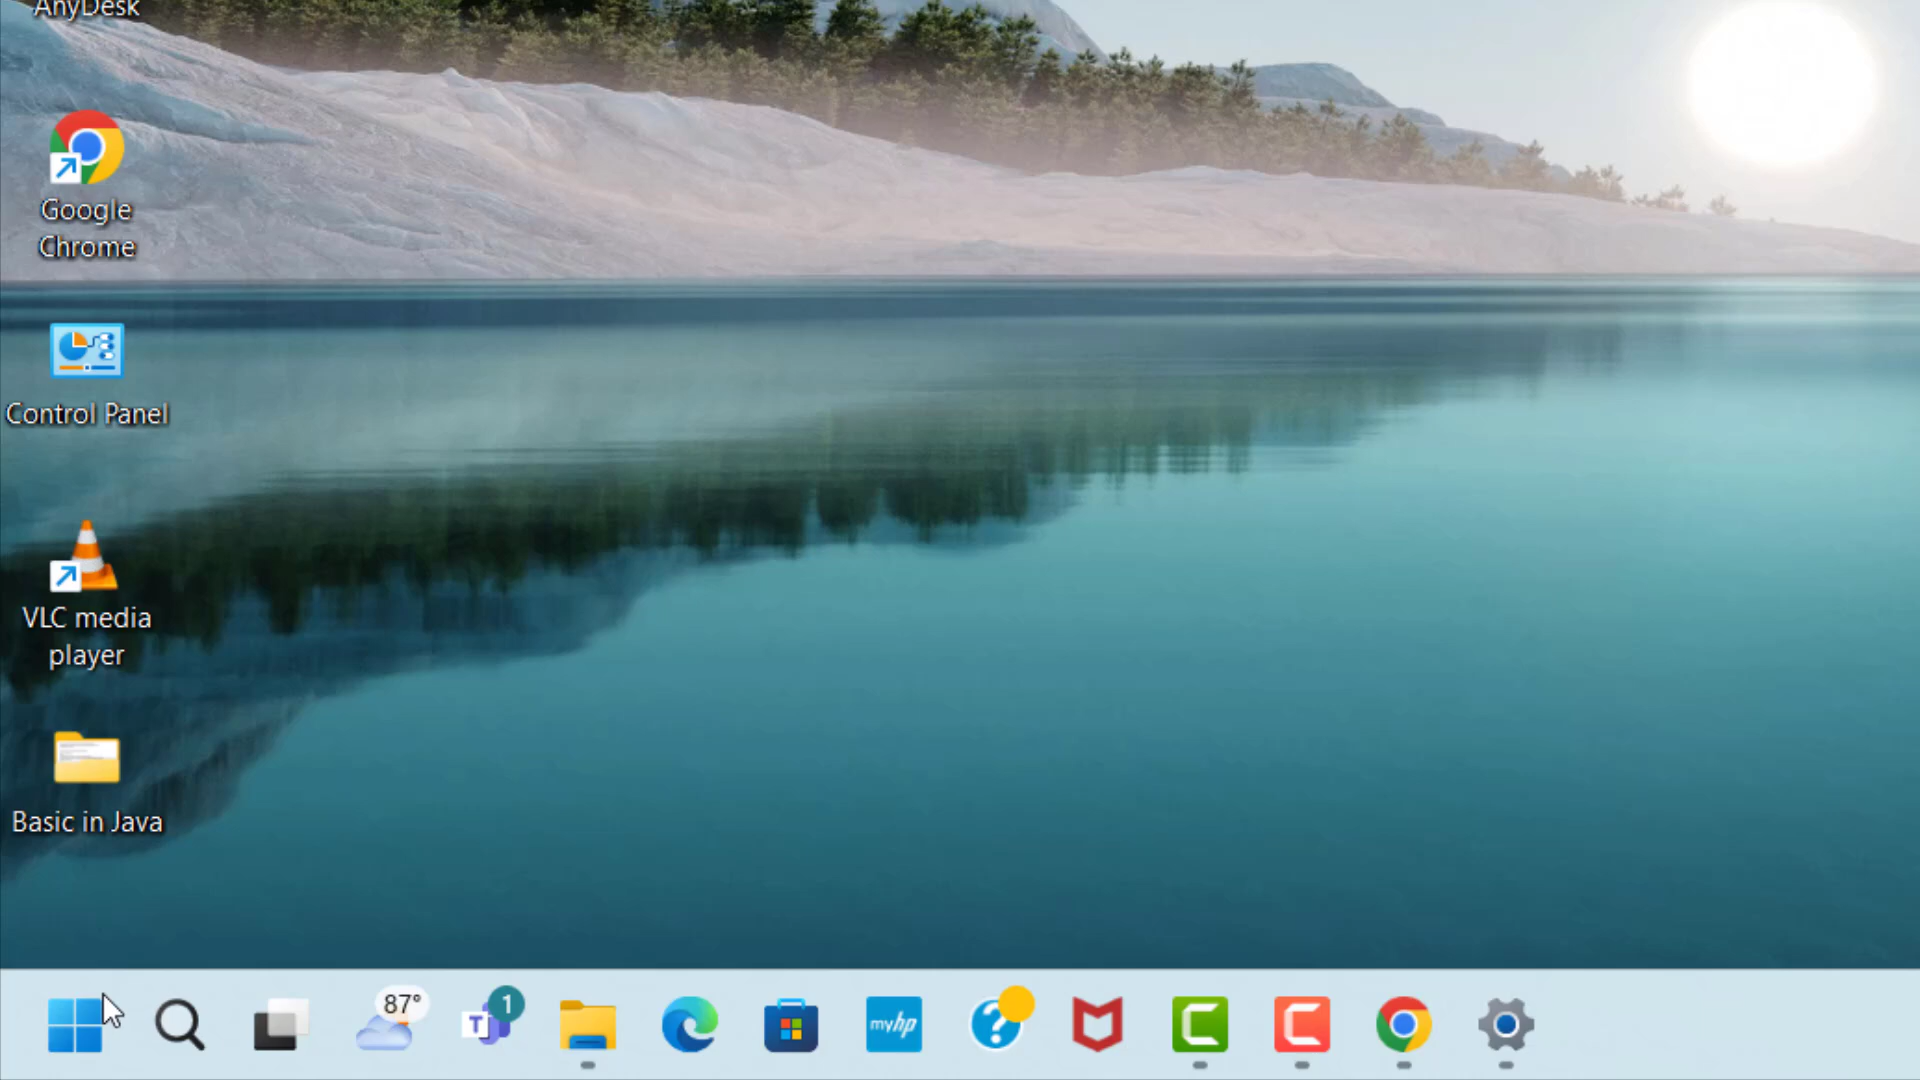 AnyDesk
Google
Chrome
Control Panel
VLC media
player
Basic in Java
87°
T
1
myhp
?